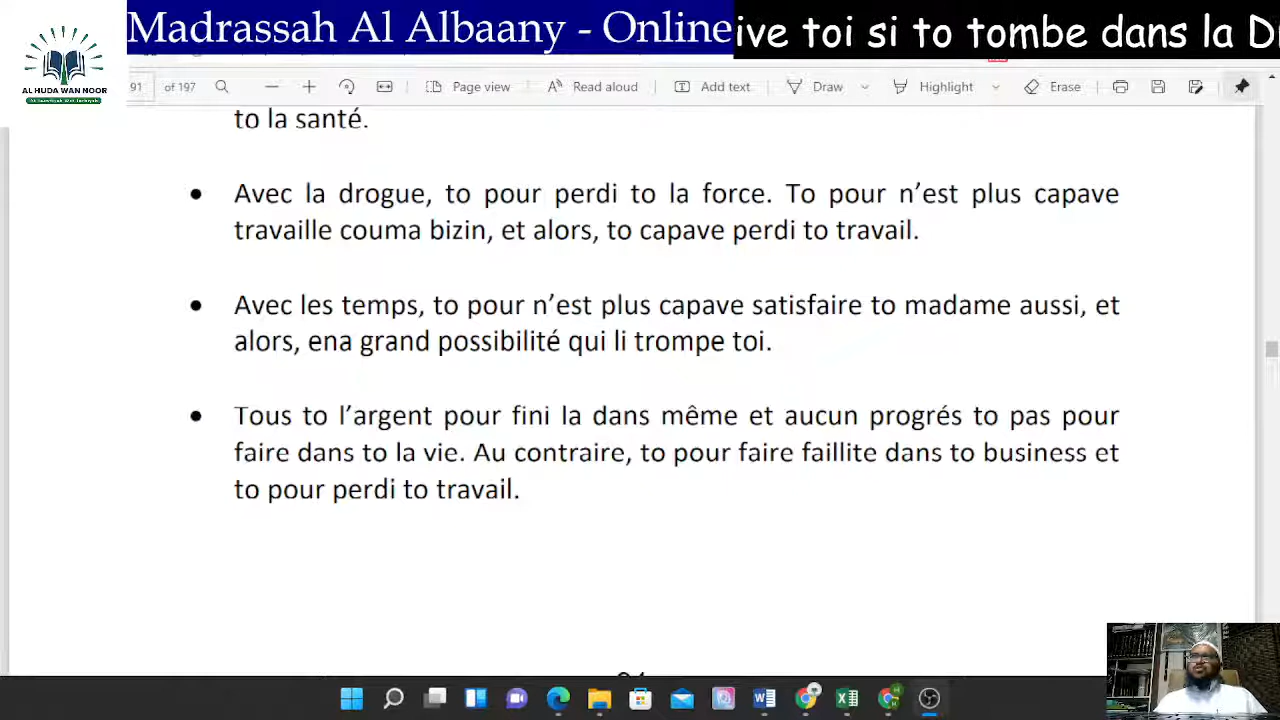 Madrassah Al Albaany - Online
ive toi si to tombe dans la D
AL HUDA WAN NOOR
91 of 197
Page view
Read aloud
Add text
Draw
Highlight
Erase
to la santé.
• Avec la drogue, to pour perdi to la force. To pour n’est plus capave
travaille couma bizin, et alors, to capave perdi to travail.
• Avec les temps, to pour n’est plus capave satisfaire to madame aussi, et
alors, ena grand possibilité qui li trompe toi.
• Tous to l’argent pour fini la dans même et aucun progrés to pas pour
faire dans to la vie. Au contraire, to pour faire faillite dans to business et
to pour perdi to travail.